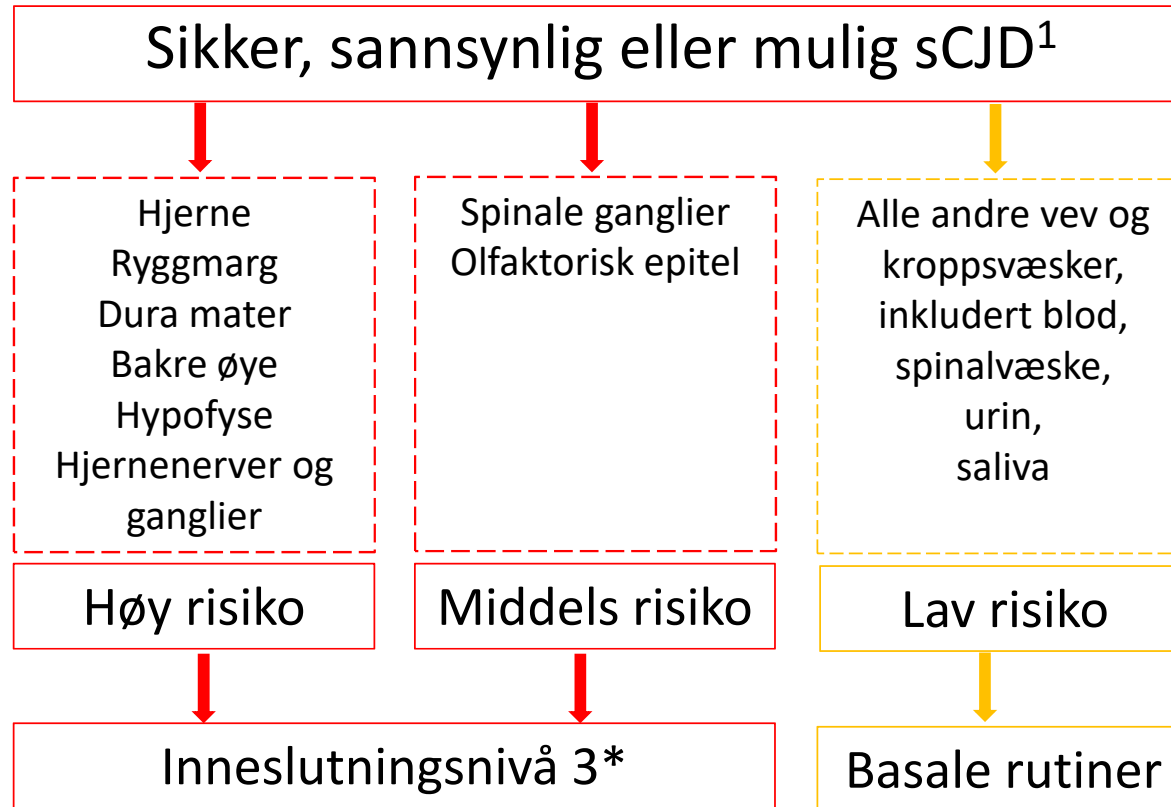 Sikker, sannsynlig eller mulig sCJD¹
Hjerne
Ryggmarg
Dura mater
Bakre øye
Hypofyse
Hjernenerver og
ganglier
Spinale ganglier
Olfaktorisk epitel
Alle andre vev og
kroppsvæsker,
inkludert blod,
spinalvæske,
urin,
saliva
Høy risiko
Middels risiko
Lav risiko
Inneslutningsnivå 3*
Basale rutiner